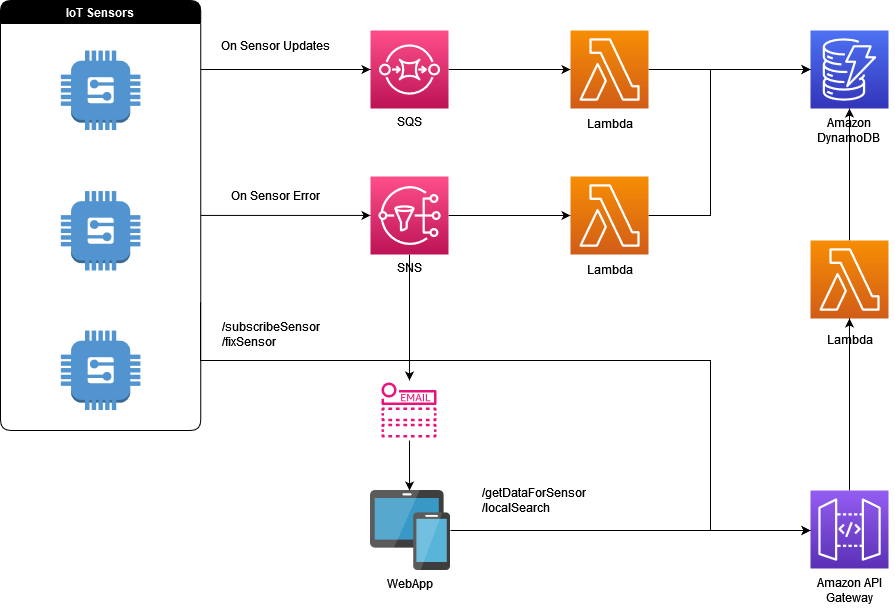 IoT Sensors
On Sensor Updates
SQS
Lambda
Amazon
DynamoDB
On Sensor Error
SNS
Lambda
Lambda
/subscribeSensor
/fixSensor
EMAIL
/getDataForSensor
/localSearch
WebApp
</>
Amazon API
Gateway